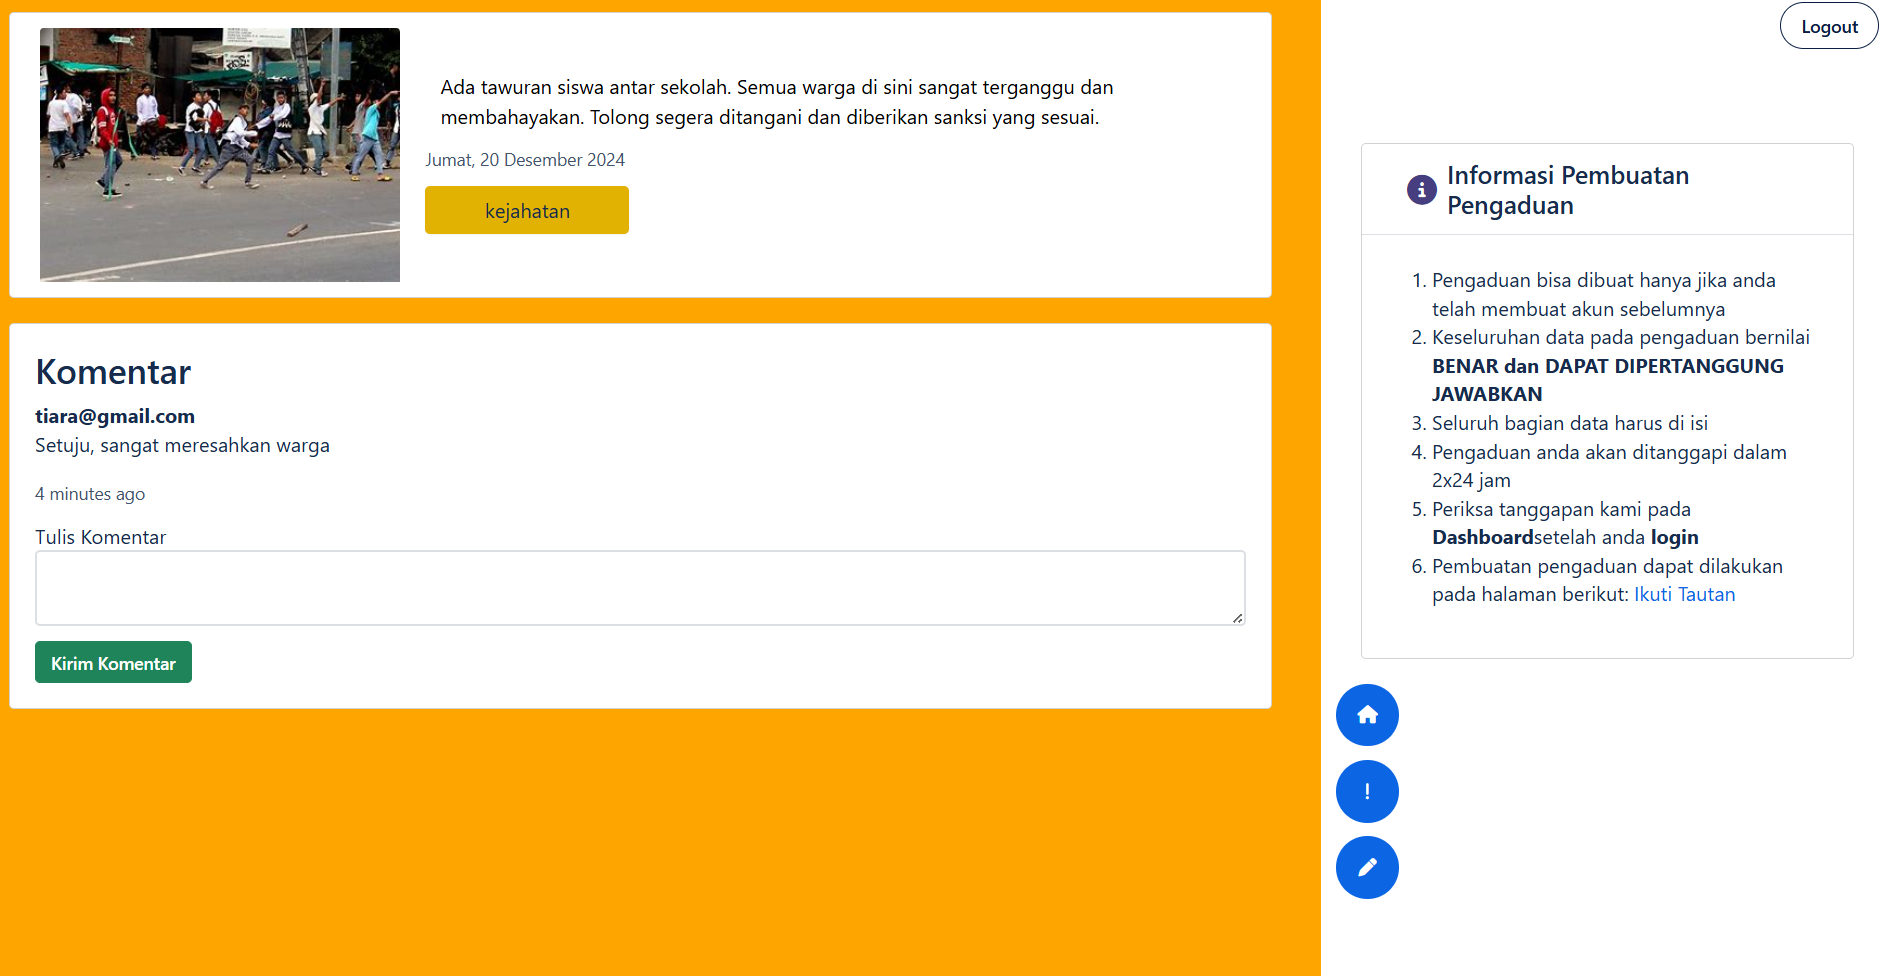 Ada tawuran siswa antar sekolah. Semua warga di sini sangat terganggu dan
membahayakan. Tolong segera ditangani dan diberikan sanksi yang sesuai.
Jumat, 20 Desember 2024
kejahatan
Komentar
tiara@gmail.com
Setuju, sangat meresahkan warga
4 minutes ago
Tulis Komentar
Kirim Komentar
Logout
Informasi Pembuatan
Pengaduan
1. Pengaduan bisa dibuat hanya jika anda
telah membuat akun sebelumnya
2. Keseluruhan data pada pengaduan bernilai
BENAR dan DAPAT DIPERTANGGUNG
JAWABKAN
3. Seluruh bagian data harus di isi
4. Pengaduan anda akan ditanggapi dalam
2x24 jam
5. Periksa tanggapan kami pada
Dashboardsetelah anda login
6. Pembuatan pengaduan dapat dilakukan
pada halaman berikut: Ikuti Tautan